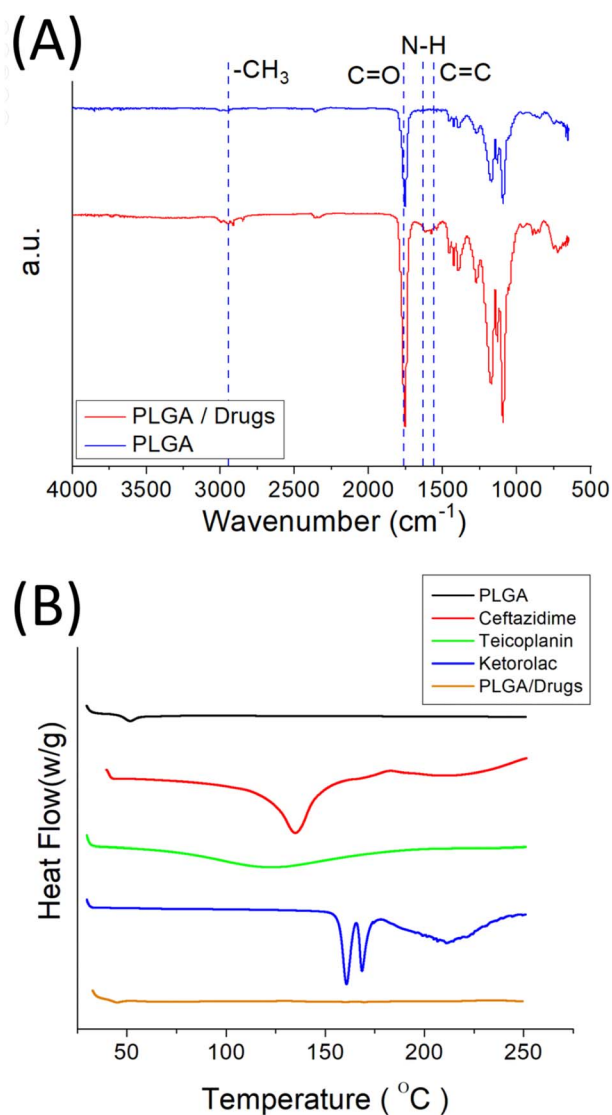 (A)
N-H
-CH₃
C=O
C=C
a.u.
PLGA / Drugs
PLGA
4000 3500 3000 2500 2000 1500 1000 500
Wavenumber (cm⁻¹)
(B)
PLGA
Ceftazidime
Teicoplanin
Ketorolac
PLGA/Drugs
Heat Flow(w/g)
50 100 150 200 250
Temperature ( °C)